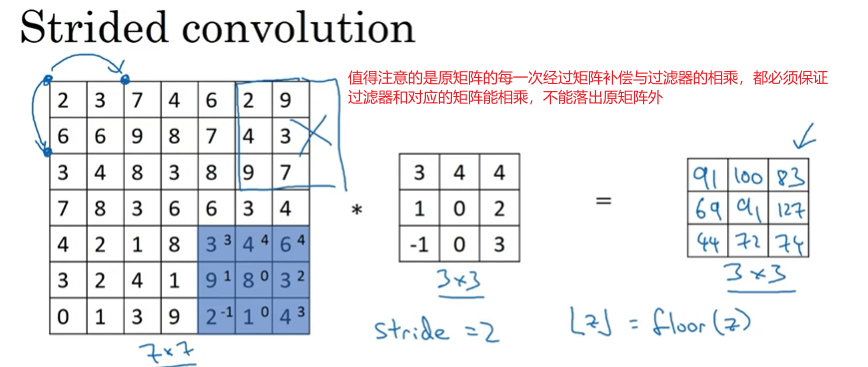 Strided convolution
值得注意的是原矩阵的每一次经过矩阵补偿与过滤器的相乘，都必须保证
过滤器和对应的矩阵能相乘，不能落出原矩阵外
2 3 7 4 6 2 9
6 6 9 8 7 4 3
3 4 8 3 8 9 7
7 8 3 6 6 3 4
4 2 1 8 3 3 4 4 6 4
3 2 4 1 9 1 8 0 3 2
0 1 3 9 2 -1 1 0 4 3
7×7
*
3 4 4
1 0 2
-1 0 3
3×3
stride = 2
=
91 100 83
69 91 127
44 72 74
3×3
⌊z⌋ = floor(z)